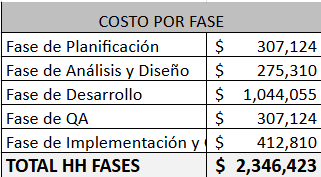 COSTO POR FASE
Fase de Planificación $ 307,124
Fase de Análisis y Diseño $ 275,310
Fase de Desarrollo $ 1,044,055
Fase de QA $ 307,124
Fase de Implementación y $ 412,810
TOTAL HH FASES $ 2,346,423